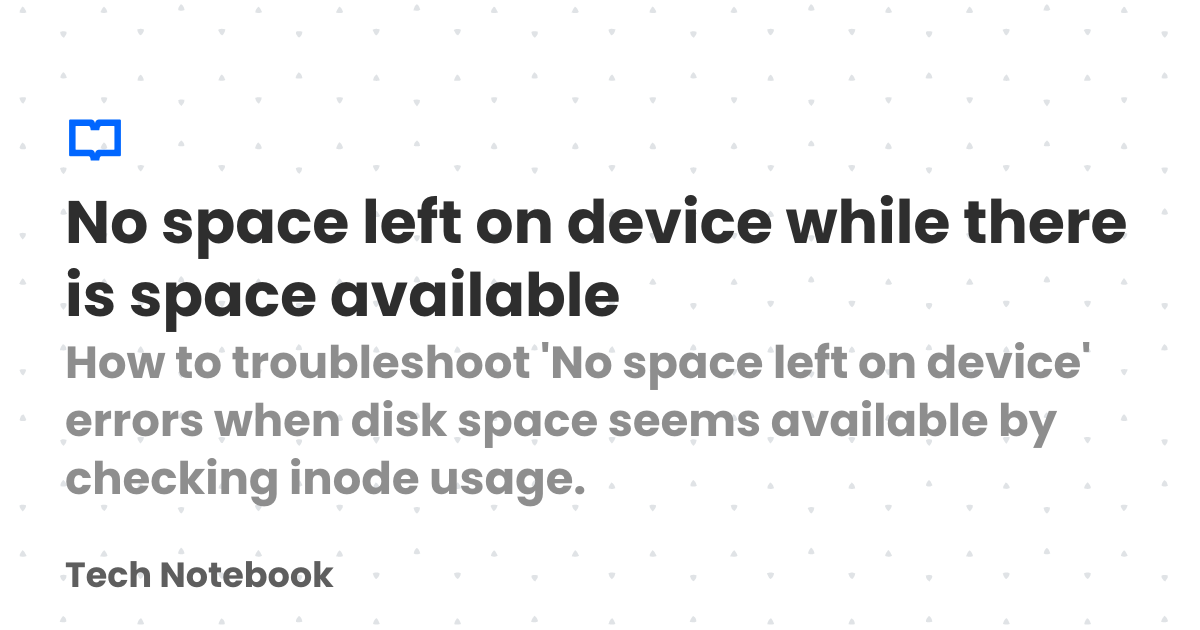 No space left on device while there
is space available
How to troubleshoot 'No space left on device'
errors when disk space seems available by
checking inode usage.
Tech Notebook